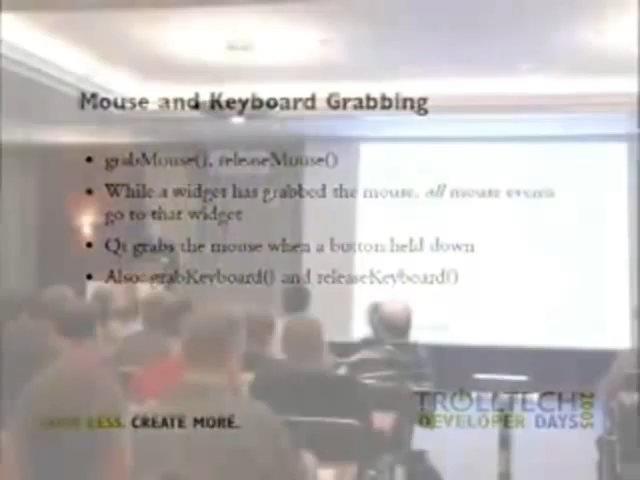 Mouse and Keyboard Grabbing
• grabMouse(), releaseMouse()
• While a widget has grabbed the mouse, all mouse events
go to that widget
• Qt grabs the mouse when a button held down
• Also: grabKeyboard() and releaseKeyboard()
LESS. CREATE MORE.
TROLLTECH
DEVELOPER DAYS 2005